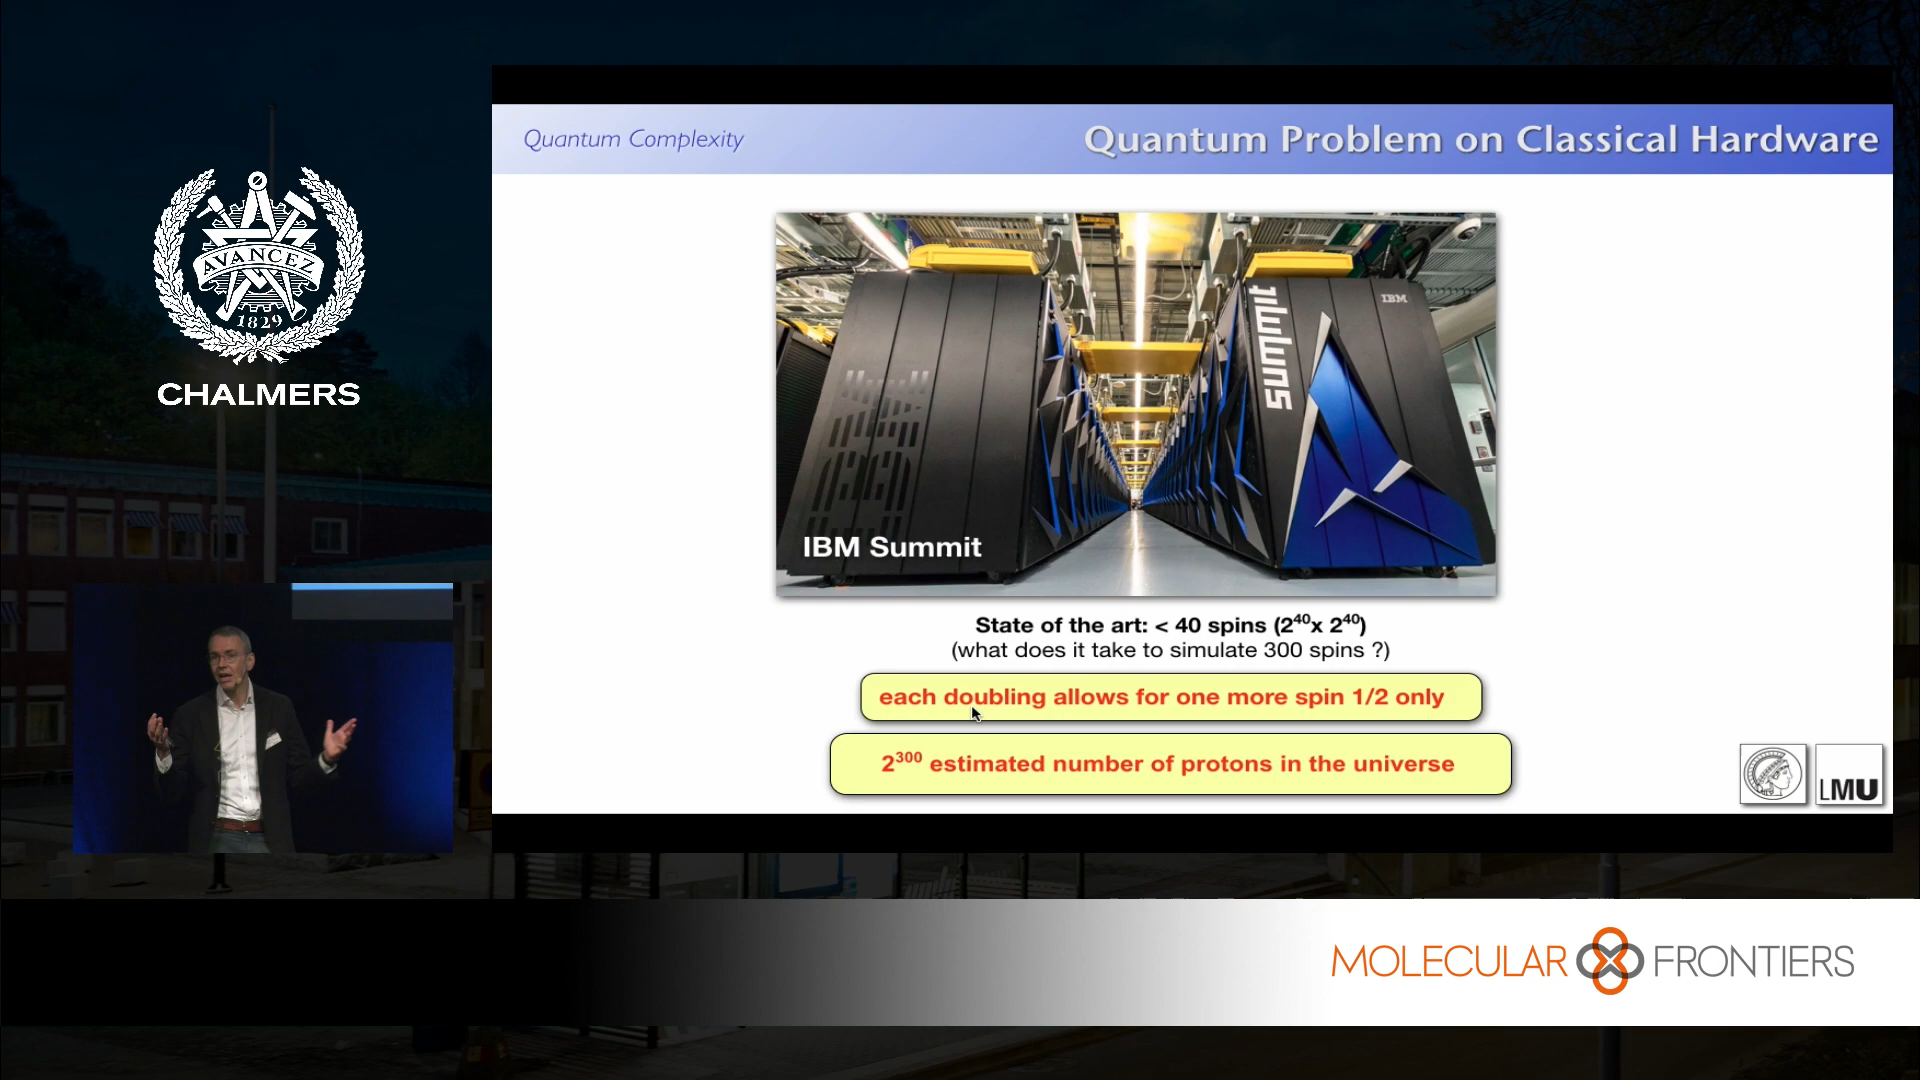 AVANCEZ
1829
CHALMERS
Quantum Complexity
Quantum Problem on Classical Hardware
summit
IBM
IBM
IBM Summit
State of the art: < 40 spins (2⁴⁰x 2⁴⁰)
(what does it take to simulate 300 spins ?)
each doubling allows for one more spin 1/2 only
2³⁰⁰ estimated number of protons in the universe
LMU
MOLECULAR FRONTIERS